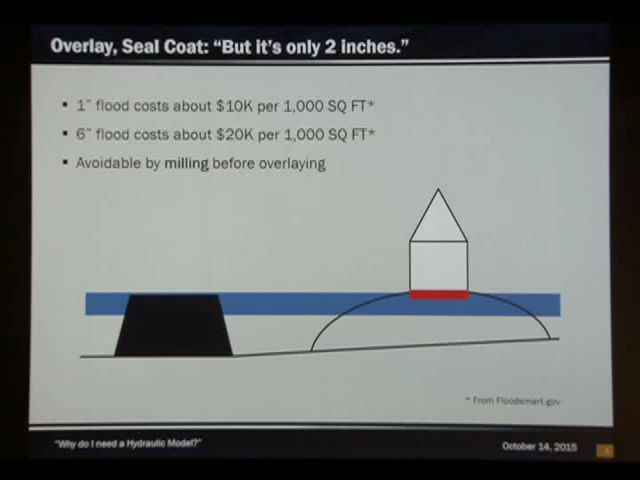 Overlay, Seal Coat: "But it's only 2 inches."
▪ 1" flood costs about $10K per 1,000 SQ FT*
▪ 6" flood costs about $20K per 1,000 SQ FT*
▪ Avoidable by milling before overlaying
* From Floodsmart.gov
"Why do I need a Hydraulic Model?"
October 14, 2015